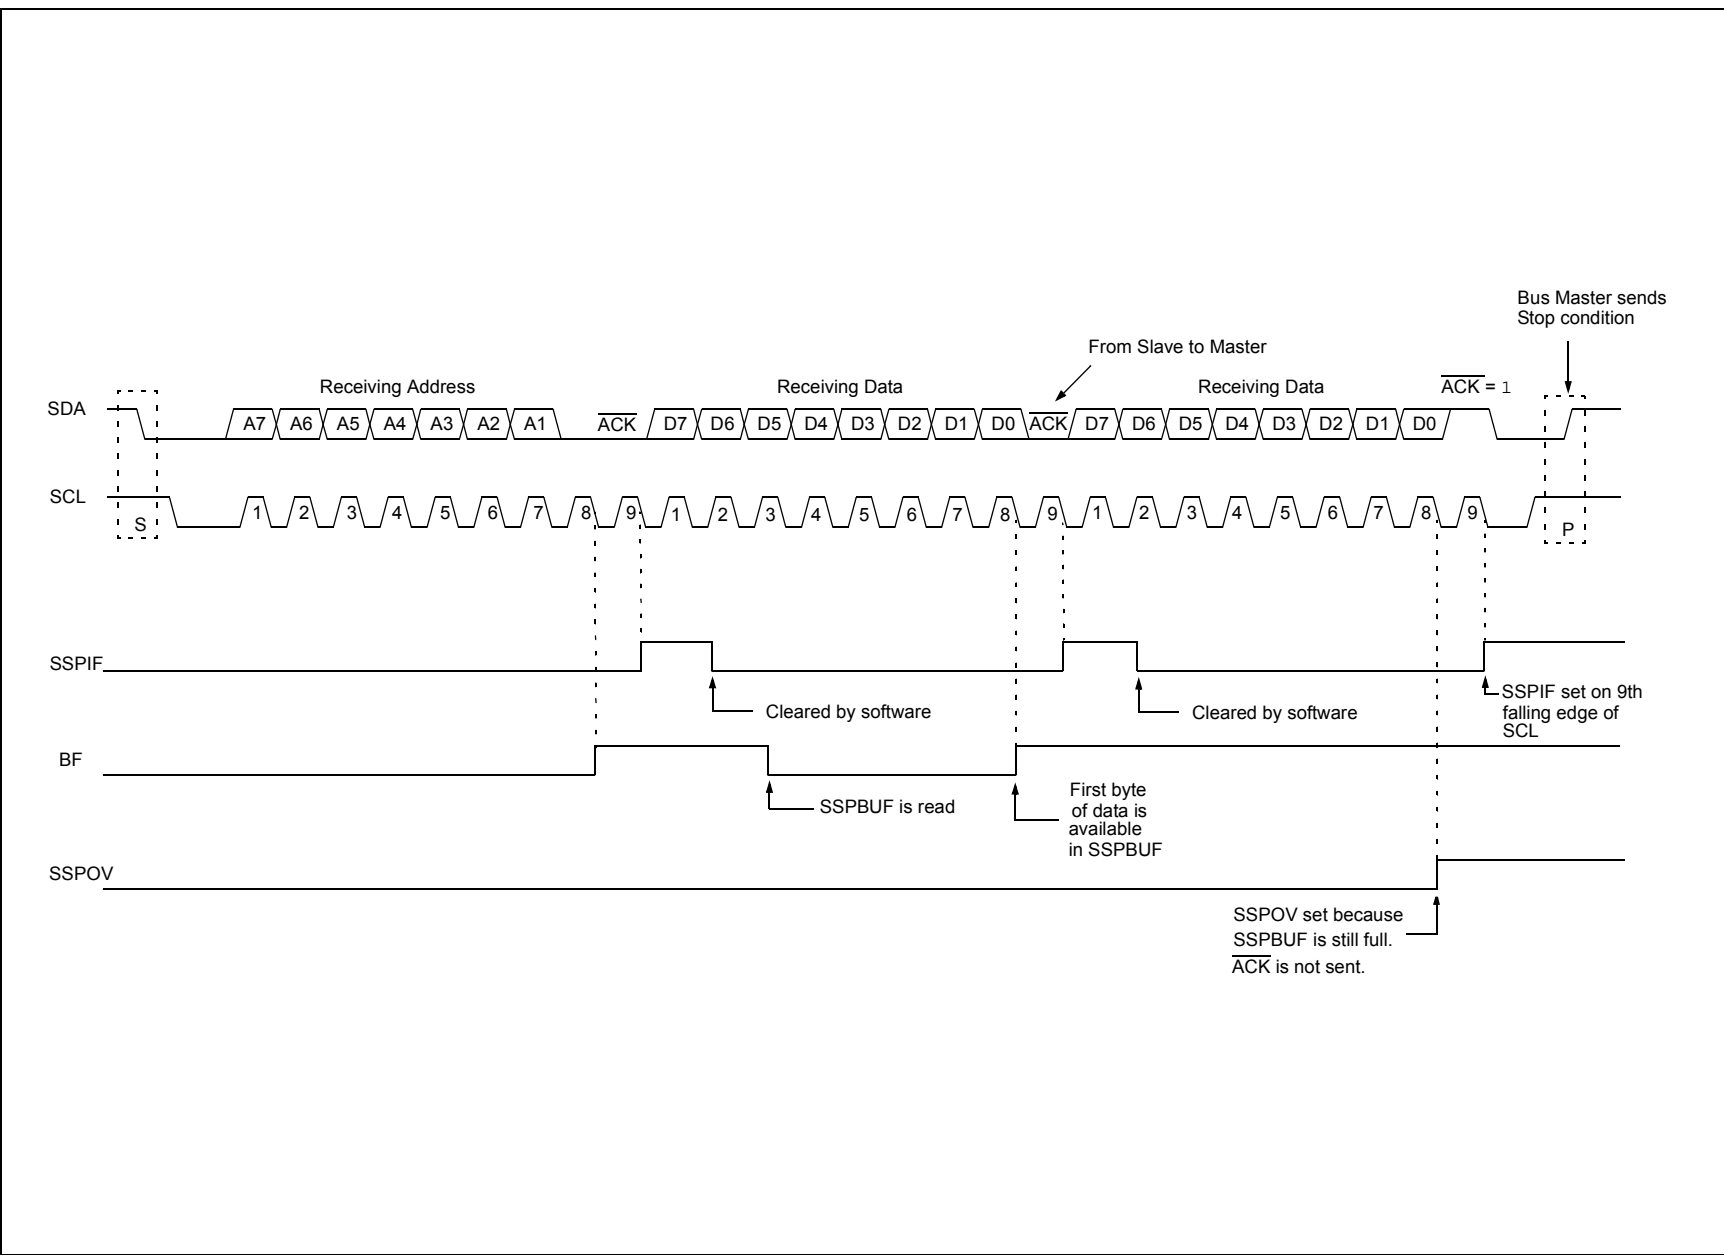 Bus Master sends
Stop condition
From Slave to Master
Receiving Address
Receiving Data
Receiving Data
ACK = 1
SDA
A7 A6 A5 A4 A3 A2 A1 ACK D7 D6 D5 D4 D3 D2 D1 D0 ACK D7 D6 D5 D4 D3 D2 D1 D0
SCL
S
1 2 3 4 5 6 7 8 9 1 2 3 4 5 6 7 8 9 1 2 3 4 5 6 7 8 9
P
SSPIF
Cleared by software
Cleared by software
SSPIF set on 9th
falling edge of
SCL
BF
SSPBUF is read
First byte
of data is
available
in SSPBUF
SSPOV
SSPOV set because
SSPBUF is still full.
ACK is not sent.